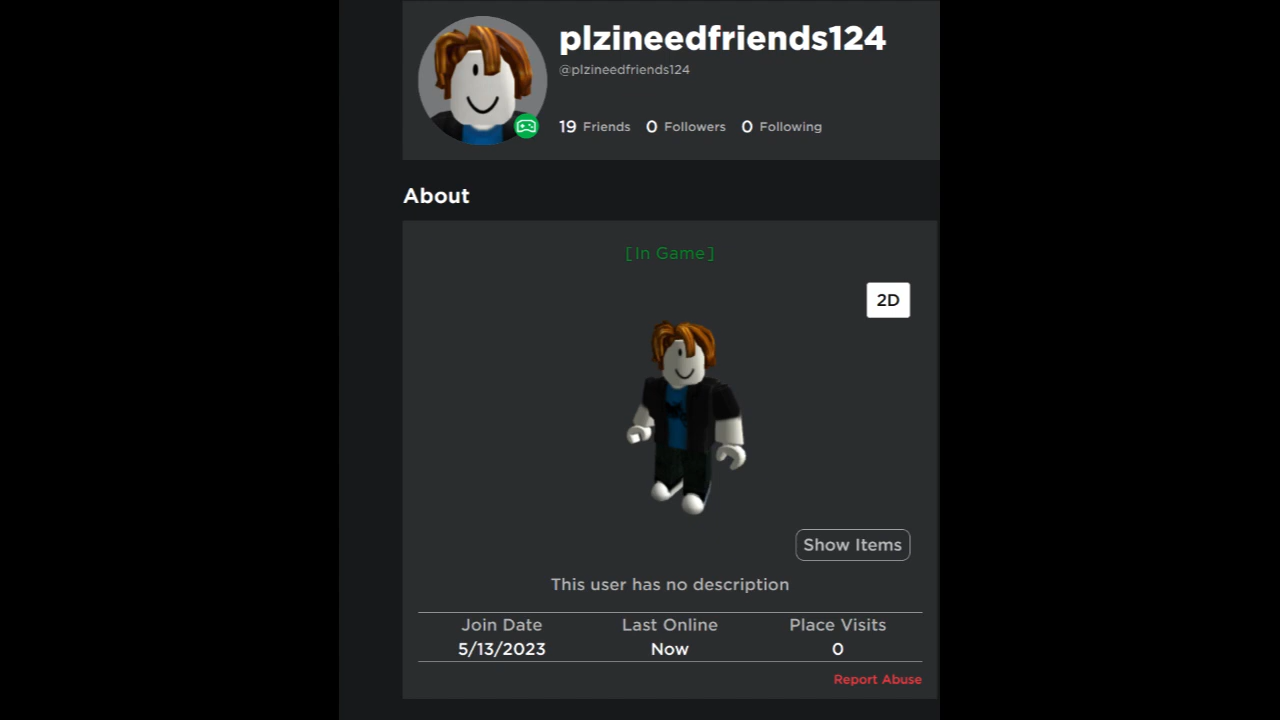 plzineedfriends124
@plzineedfriends124
19 Friends 0 Followers 0 Following
About
[In Game]
2D
Show Items
This user has no description
Join Date Last Online Place Visits
5/13/2023 Now 0
Report Abuse